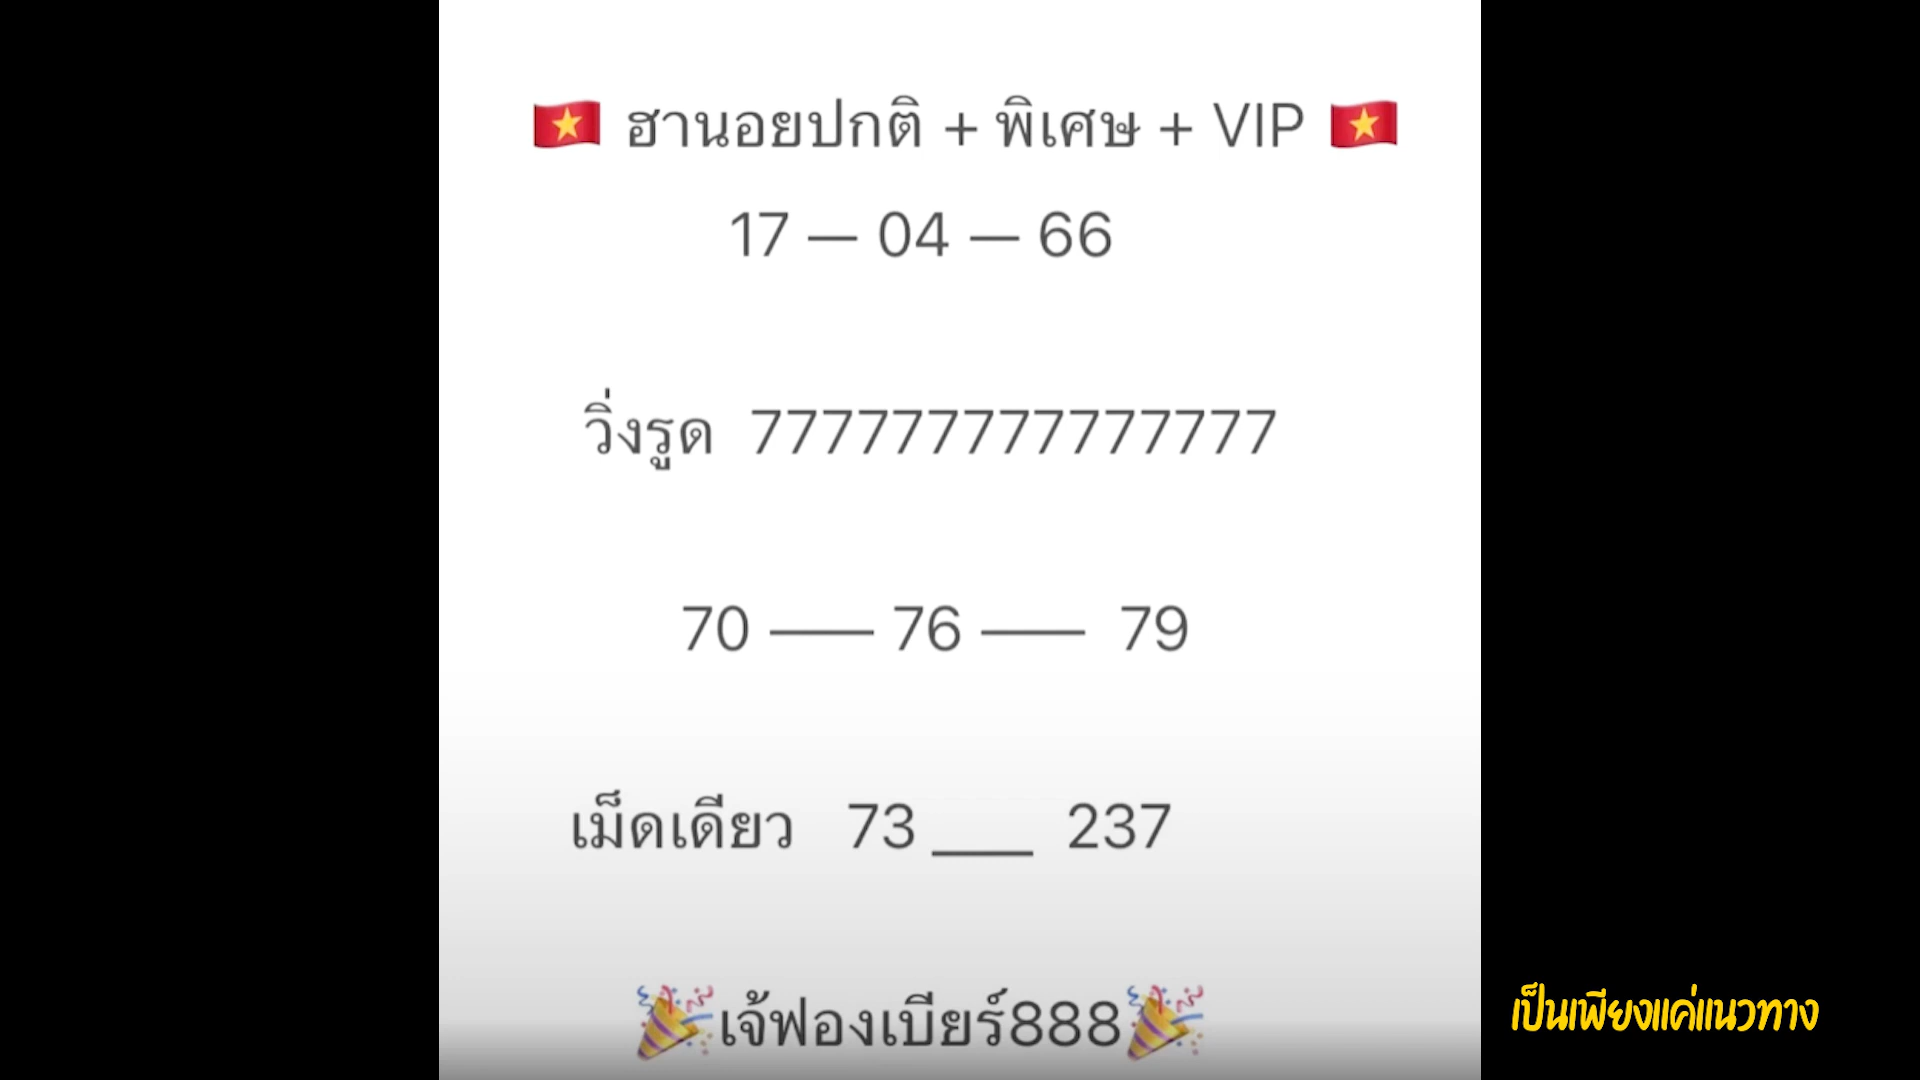 🇻🇳 ฮานอยปกติ + พิเศษ + VIP 🇻🇳
17 — 04 — 66
วิ่งรูด 777777777777777
70 —— 76 —— 79
เม็ดเดียว 73 ___ 237
🎉เจ้ฟองเบียร์888🎉
เป็นเพียงแค่แนวทาง